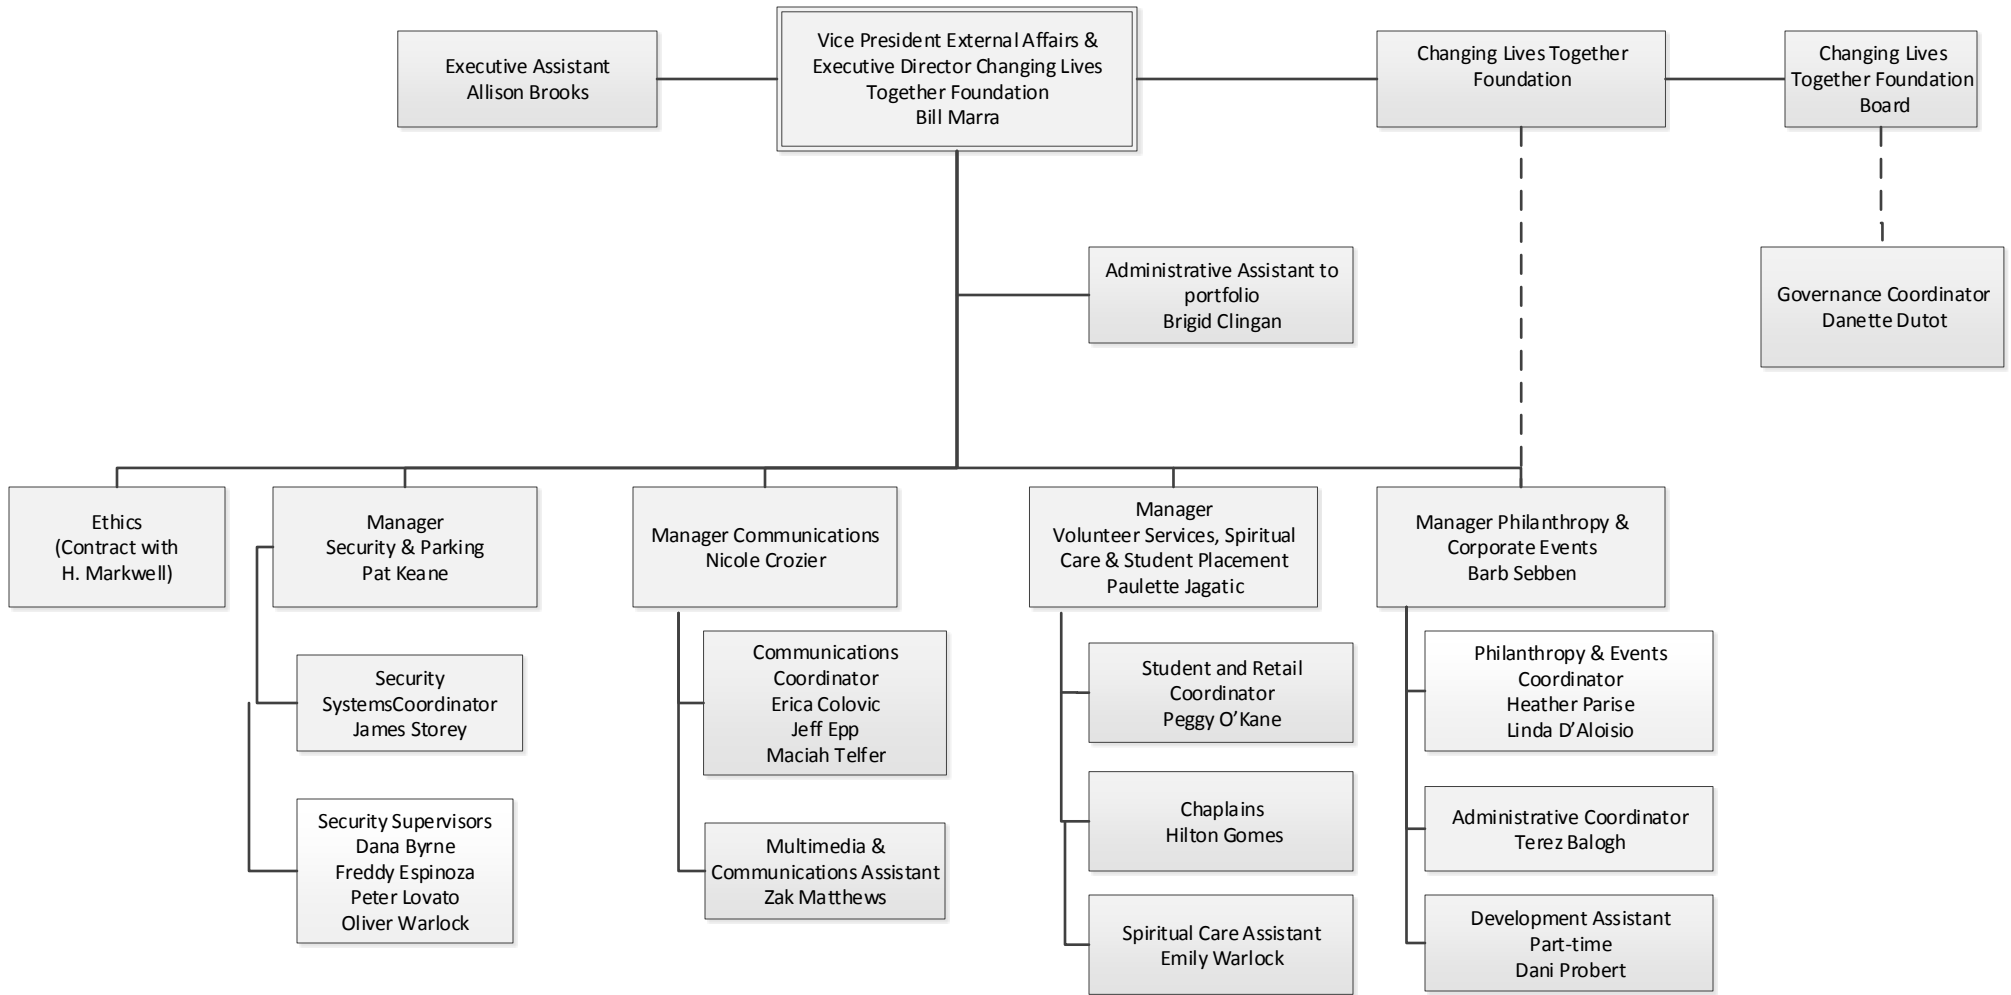 Executive Assistant
Allison Brooks
Vice President External Affairs &
Executive Director Changing Lives
Together Foundation
Bill Marra
Changing Lives Together
Foundation
Changing Lives
Together Foundation
Board
Administrative Assistant to
portfolio
Brigid Clingan
Governance Coordinator
Danette Dutot
Ethics
(Contract with
H. Markwell)
Manager
Security & Parking
Pat Keane
Manager Communications
Nicole Crozier
Manager
Volunteer Services, Spiritual
Care & Student Placement
Paulette Jagatic
Manager Philanthropy &
Corporate Events
Barb Sebben
Security
SystemsCoordinator
James Storey
Security Supervisors
Dana Byrne
Freddy Espinoza
Peter Lovato
Oliver Warlock
Communications
Coordinator
Erica Colovic
Jeff Epp
Maciah Telfer
Multimedia &
Communications Assistant
Zak Matthews
Student and Retail
Coordinator
Peggy O’Kane
Chaplains
Hilton Gomes
Spiritual Care Assistant
Emily Warlock
Philanthropy & Events
Coordinator
Heather Parise
Linda D’Aloisio
Administrative Coordinator
Terez Balogh
Development Assistant
Part-time
Dani Probert